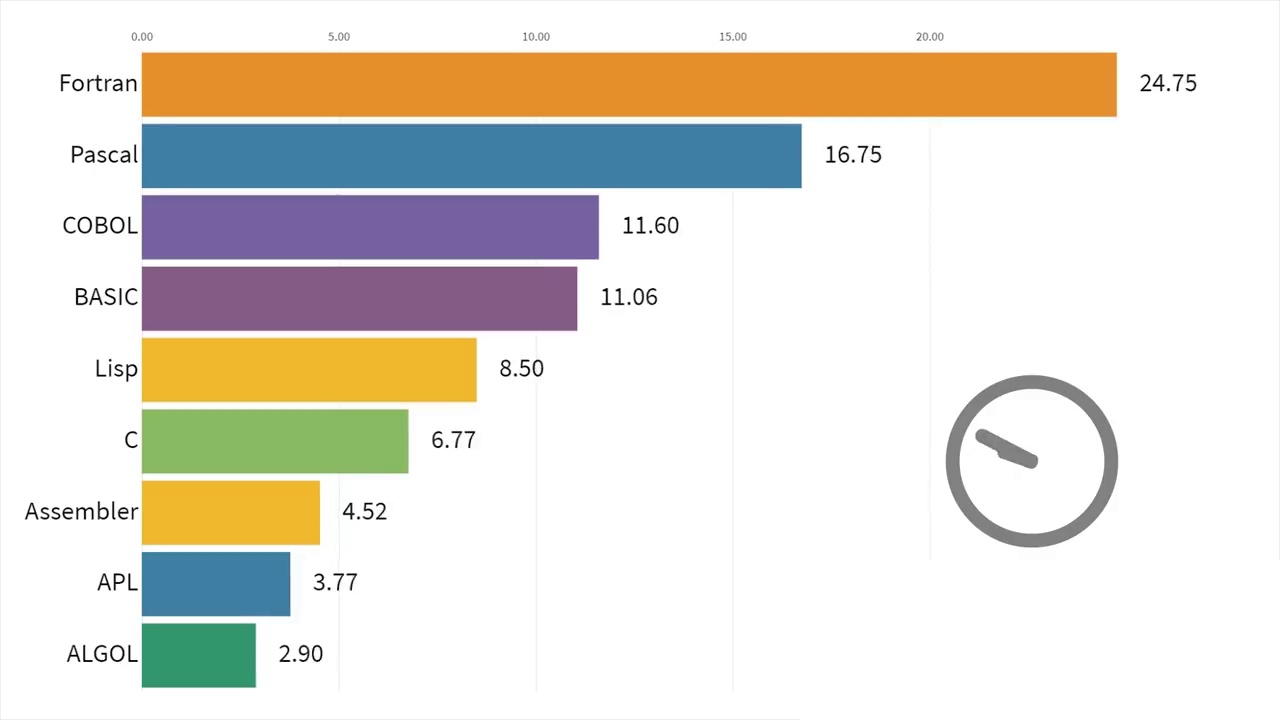 0.00 5.00 10.00 15.00 20.00
Fortran 24.75
Pascal 16.75
COBOL 11.60
BASIC 11.06
Lisp 8.50
C 6.77
Assembler 4.52
APL 3.77
ALGOL 2.90